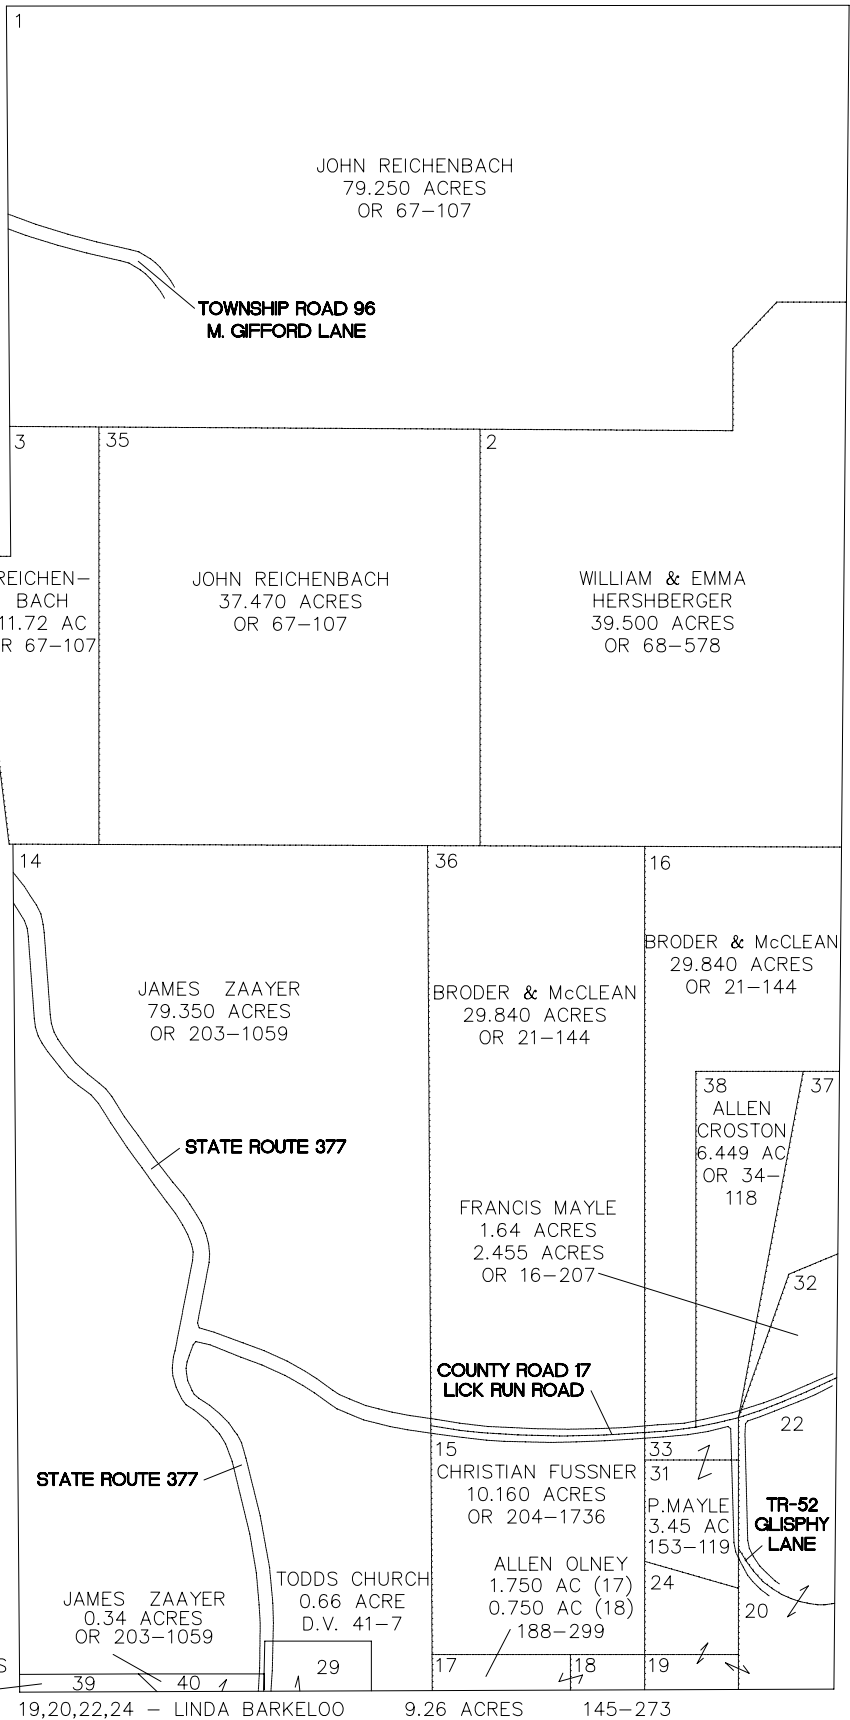 1
JOHN REICHENBACH
79.250 ACRES
OR 67-107
TOWNSHIP ROAD 96
M. GIFFORD LANE
3
35
2
REICHEN-
BACH
11.72 AC
R 67-107
JOHN REICHENBACH
37.470 ACRES
OR 67-107
WILLIAM & EMMA
HERSHBERGER
39.500 ACRES
OR 68-578
14
36
16
JAMES ZAAYER
79.350 ACRES
OR 203-1059
BRODER & McCLEAN
29.840 ACRES
OR 21-144
BRODER & McCLEAN
29.840 ACRES
OR 21-144
38
37
ALLEN
CROSTON
6.449 AC
OR 34-
118
STATE ROUTE 377
FRANCIS MAYLE
1.64 ACRES
2.455 ACRES
OR 16-207
32
COUNTY ROAD 17
LICK RUN ROAD
22
15
CHRISTIAN FUSSNER
10.160 ACRES
OR 204-1736
33
31
P.MAYLE
3.45 AC
153-119
TR-52
GLISPHY
LANE
STATE ROUTE 377
ALLEN OLNEY
1.750 AC (17)
0.750 AC (18)
188-299
24
20
TODDS CHURCH
0.66 ACRE
D.V. 41-7
JAMES ZAAYER
0.34 ACRES
OR 203-1059
S
39
40
29
17
18
19
19,20,22,24 - LINDA BARKELOO 9.26 ACRES 145-273